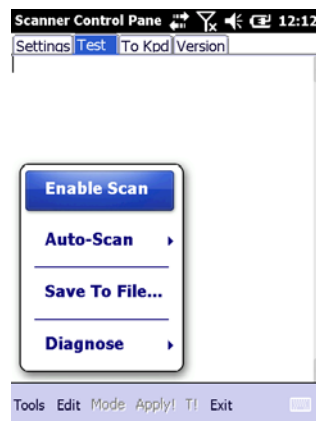 Scanner Control Pane 12:12
Settings Test To Kpd Version
Enable Scan
Auto-Scan
Save To File...
Diagnose
Tools Edit Mode Apply! T! Exit